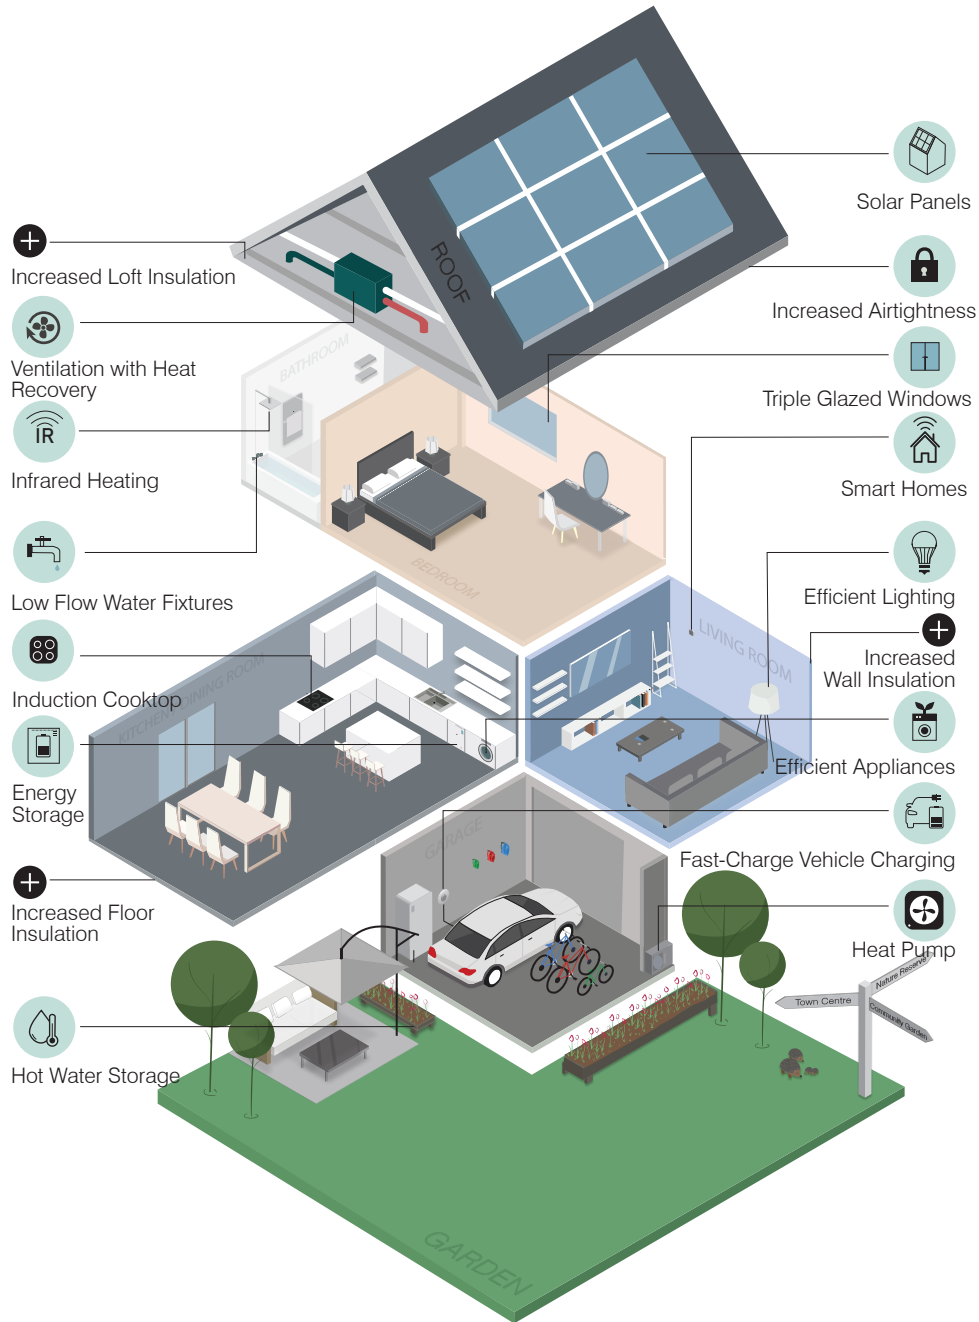 Solar Panels
ROOF
Increased Loft Insulation
Increased Airtightness
BATHROOM
Ventilation with Heat
Recovery
Triple Glazed Windows
IR
Infrared Heating
Smart Homes
BEDROOM
Low Flow Water Fixtures
Efficient Lighting
LIVING ROOM
Increased
Wall Insulation
KITCHEN / DINING ROOM
Induction Cooktop
Efficient Appliances
Energy
Storage
GARAGE
Fast-Charge Vehicle Charging
Increased Floor
Insulation
Heat Pump
Nature Reserve
Town Centre
Community Garden
Hot Water Storage
GARDEN